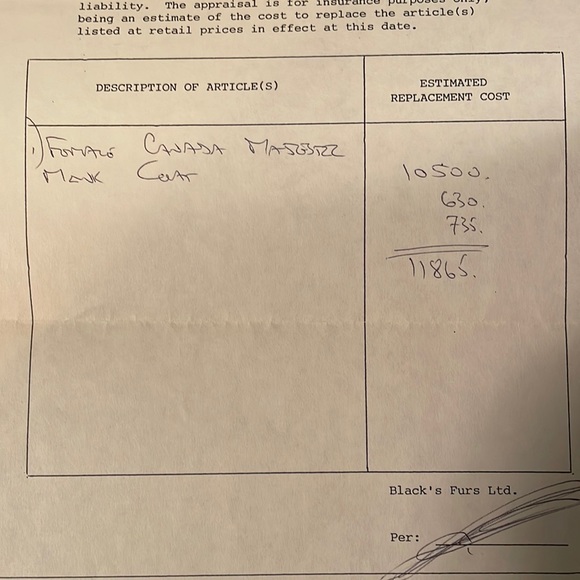 liability. The appraisal is for insurance purposes only,
being an estimate of the cost to replace the article(s)
listed at retail prices in effect at this date.
DESCRIPTION OF ARTICLE(S)
ESTIMATED
REPLACEMENT COST
1) FEMALE CANADA MAJESTIC
MINK COAT
10500.
630.
735.
11865.
Black's Furs Ltd.
Per: